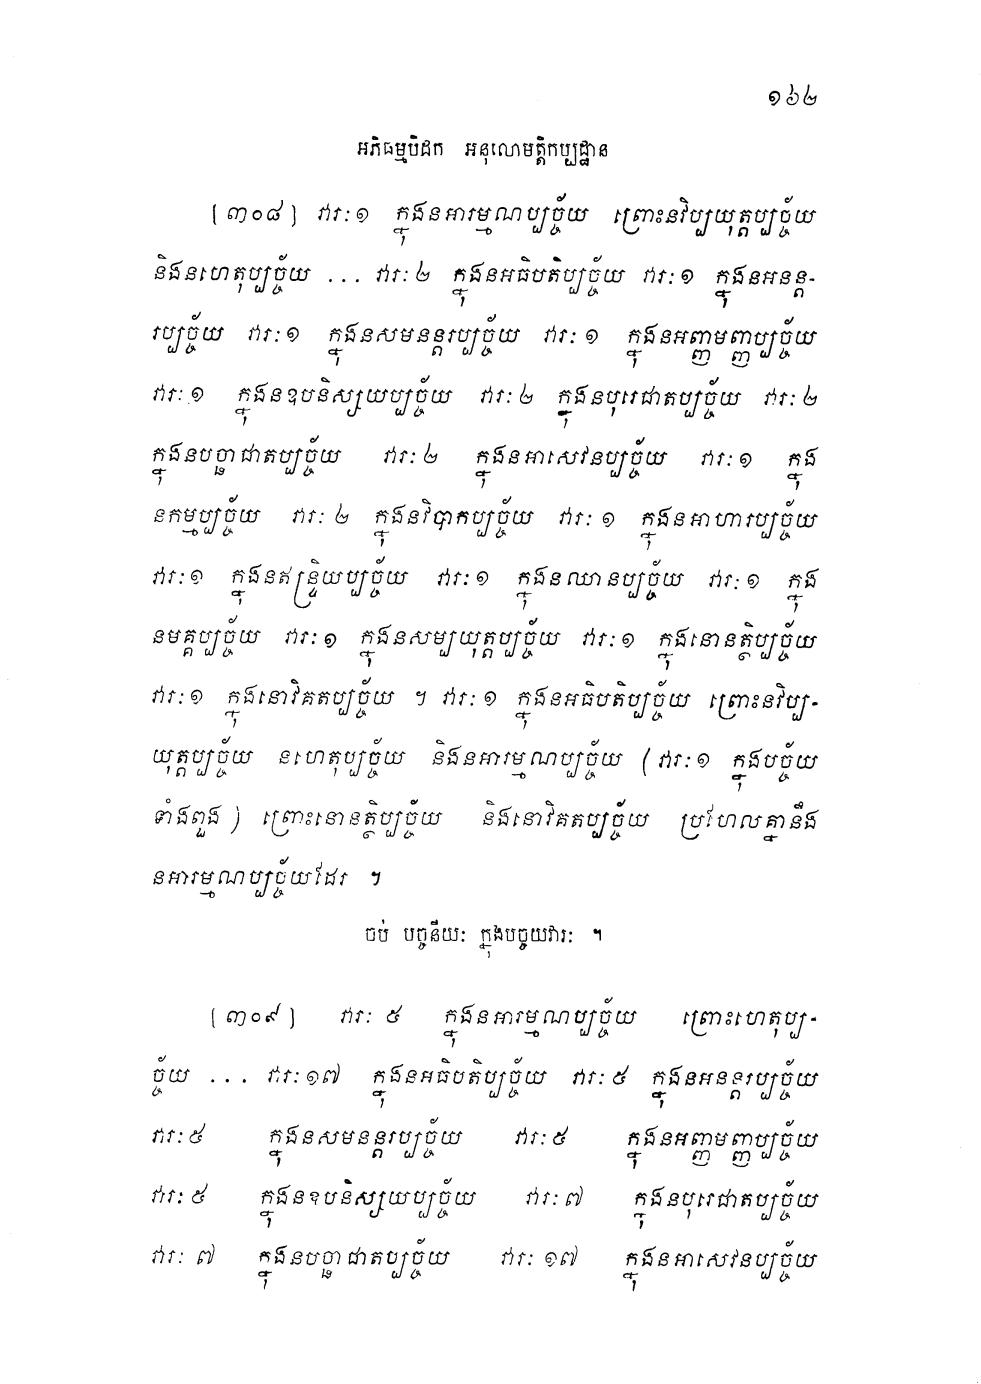 ១៦២
អភិធម្មបិដក អនុលោមត្តិកប្បដ្ឋាន
[៣០៨] វារៈ១ ក្នុងនអារម្មណប្បច្ច័យ ព្រោះនវិប្បយុត្តប្បច្ច័យ
និងនហេតុប្បច្ច័យ ... វារៈ២ ក្នុងនអធិបតិប្បច្ច័យ វារៈ១ ក្នុងនអនន្ត-
រប្បច្ច័យ វារៈ១ ក្នុងនសមនន្តរប្បច្ច័យ វារៈ១ ក្នុងនអញ្ញាមញ្ញប្បច្ច័យ
វារៈ១ ក្នុងនឧបនិស្សយប្បច្ច័យ វារៈ២ ក្នុងនបុរេជាតប្បច្ច័យ វារៈ២
ក្នុងនបច្ឆាជាតប្បច្ច័យ វារៈ២ ក្នុងនអាសេវនប្បច្ច័យ វារៈ១ ក្នុង
នកម្មប្បច្ច័យ វារៈ២ ក្នុងនវិបាកប្បច្ច័យ វារៈ១ ក្នុងនអាហារប្បច្ច័យ
វារៈ១ ក្នុងនឥន្ទ្រិយប្បច្ច័យ វារៈ១ ក្នុងនឈានប្បច្ច័យ វារៈ១ ក្នុង
នមគ្គប្បច្ច័យ វារៈ១ ក្នុងនសម្បយុត្តប្បច្ច័យ វារៈ១ ក្នុងនោនត្ថិប្បច្ច័យ
វារៈ១ ក្នុងនោវិគតប្បច្ច័យ ។ វារៈ១ ក្នុងនអធិបតិប្បច្ច័យ ព្រោះនវិប្ប-
យុត្តប្បច្ច័យ នហេតុប្បច្ច័យ និងនអារម្មណប្បច្ច័យ (វារៈ១ ក្នុងបច្ច័យ
ទាំងពួង) ព្រោះនោនត្ថិប្បច្ច័យ និងនោវិគតប្បច្ច័យ ប្រហែលគ្នានឹង
នអារម្មណប្បច្ច័យដែរ ។
ចប់ បច្ចនីយៈ ក្នុងបច្ចយវារៈ ។
[៣០៩] វារៈ ៥ ក្នុងនអារម្មណប្បច្ច័យ ព្រោះហេតុប្ប-
ច្ច័យ ... វារៈ១៧ ក្នុងនអធិបតិប្បច្ច័យ វារៈ៥ ក្នុងនអនន្តរប្បច្ច័យ
វារៈ៥ ក្នុងនសមនន្តរប្បច្ច័យ វារៈ៥ ក្នុងនអញ្ញាមញ្ញប្បច្ច័យ
វារៈ ៥ ក្នុងនឧបនិស្សយប្បច្ច័យ វារៈ៧ ក្នុងនបុរេជាតប្បច្ច័យ
វារៈ ៧ ក្នុងនបច្ឆាជាតប្បច្ច័យ វារៈ ១៧ ក្នុងនអាសេវនប្បច្ច័យ